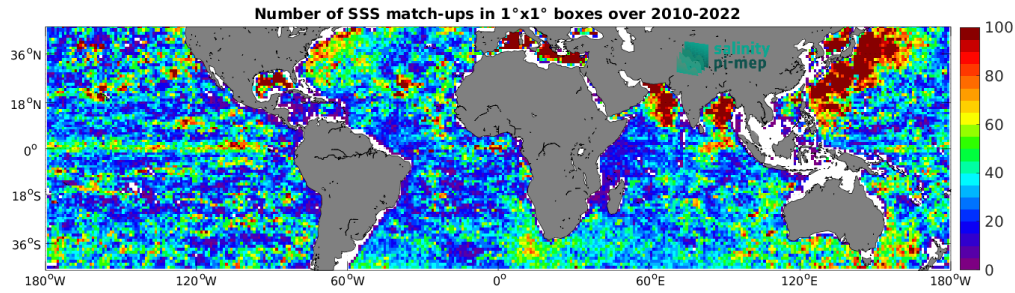 Number of SSS match-ups in 1°x1° boxes over 2010-2022
salinity
pi-mep
36°N
18°N
0°
18°S
36°S
180°W
120°W
60°W
0°
60°E
120°E
180°W
100
80
60
40
20
0